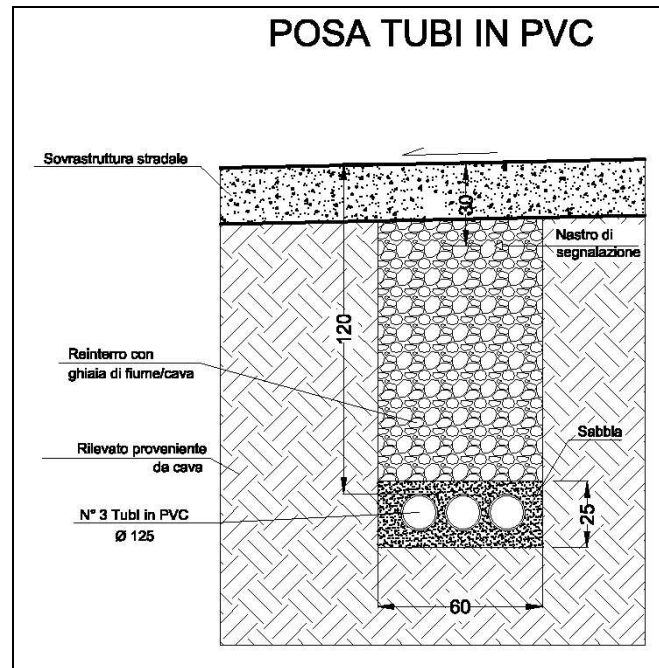 POSA TUBI IN PVC
Sovrastruttura stradale
30
Nastro di
segnalazione
120
Reinterro con
ghiaia di fiume/cava
Sabbia
Rilevato proveniente
da cava
N° 3 Tubi in PVC
Ø 125
25
60